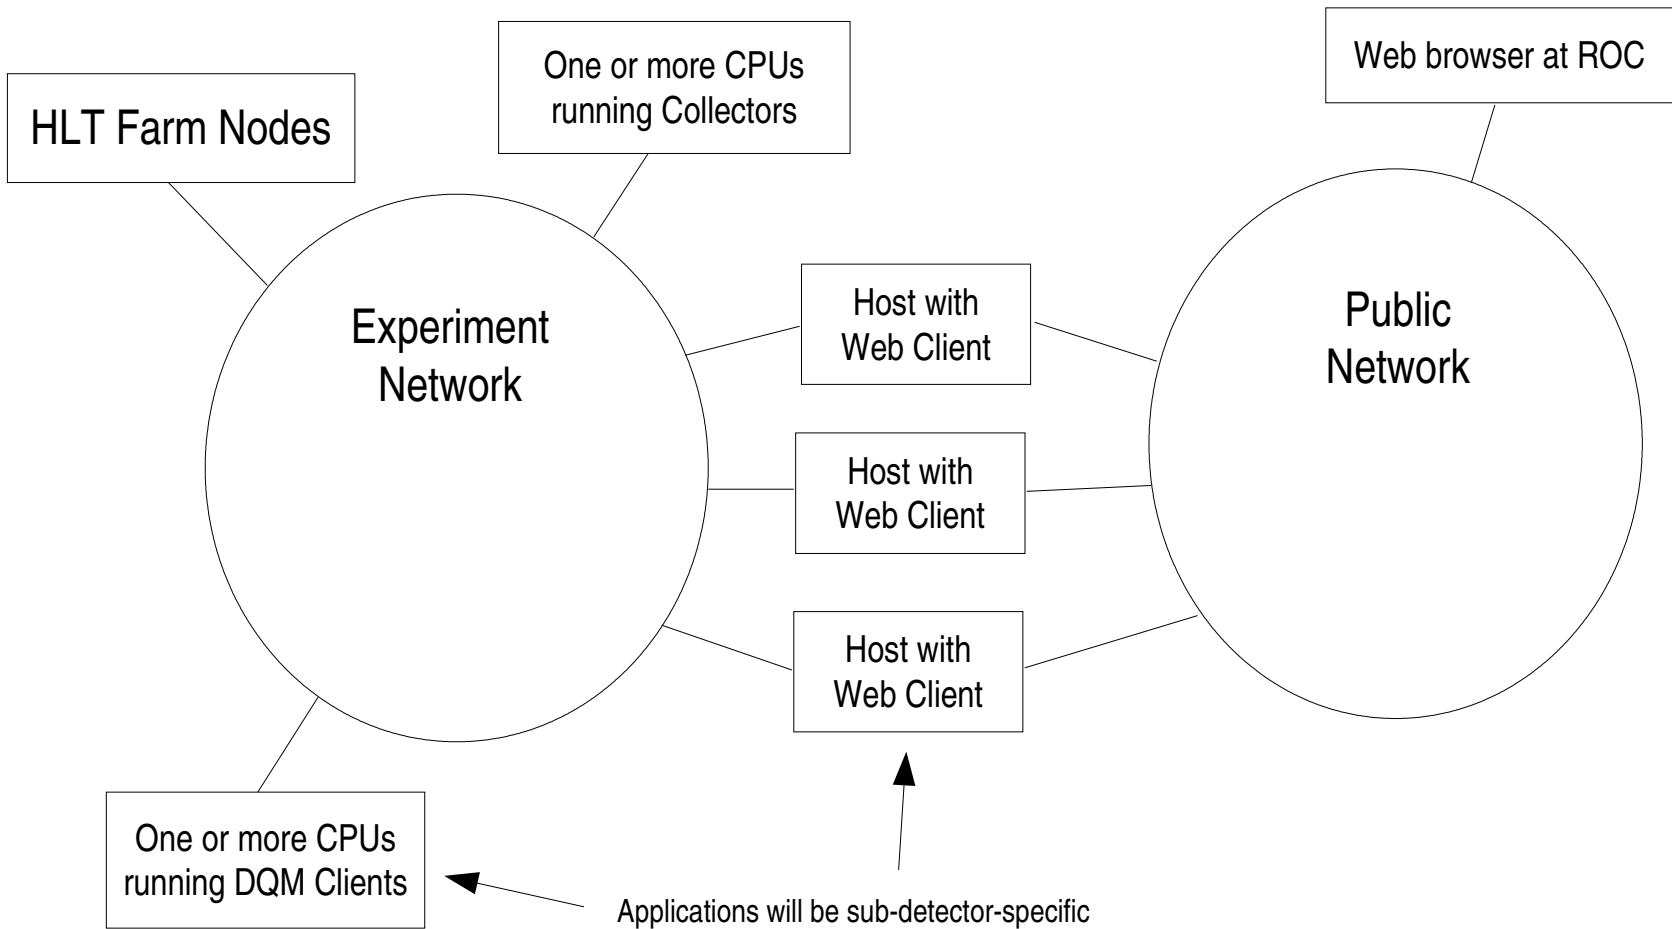 Web browser at ROC
One or more CPUs
running Collectors
HLT Farm Nodes
Experiment
Network
Host with
Web Client
Public
Network
Host with
Web Client
Host with
Web Client
One or more CPUs
running DQM Clients
Applications will be sub-detector-specific